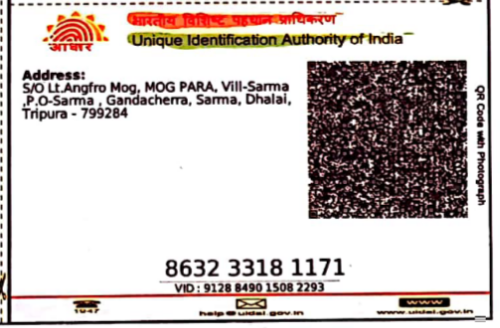 भारतीय विशिष्ट पहचान प्राधिकरण
Unique Identification Authority of India
आधार
Address:
S/O Lt.Angfro Mog, MOG PARA, Vill-Sarma
,P.O-Sarma , Gandacherra, Sarma, Dhalai,
Tripura - 799284
QR Code with Photograph
8632 3318 1171
VID : 9128 8490 1508 2293
1947
help@uidai.gov.in
www
www.uidai.gov.in